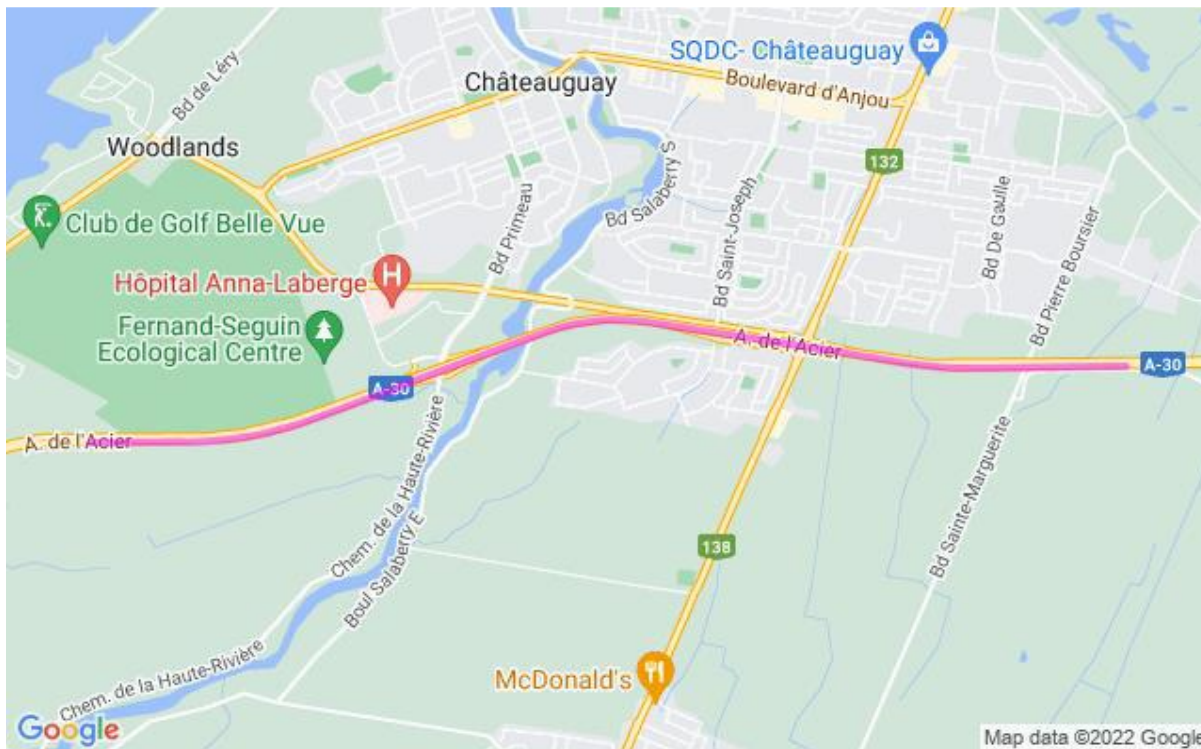 SQDC- Châteauguay
Châteauguay
Boulevard d'Anjou
Bd de Léry
Woodlands
132
Bd Salaberry S
Bd Saint-Joseph
Bd De Gaulle
Club de Golf Belle Vue
Bd Primeau
Bd Pierre Boursier
Hôpital Anna-Laberge
H
Fernand-Seguin
Ecological Centre
A. de l'Acier
A-30
A-30
A. de l'Acier
Chem. de la Haute-Rivière
Boul Salaberry E
Bd Sainte-Marguerite
138
Chem. de la Haute-Rivière
McDonald's
Google
Map data ©2022 Google